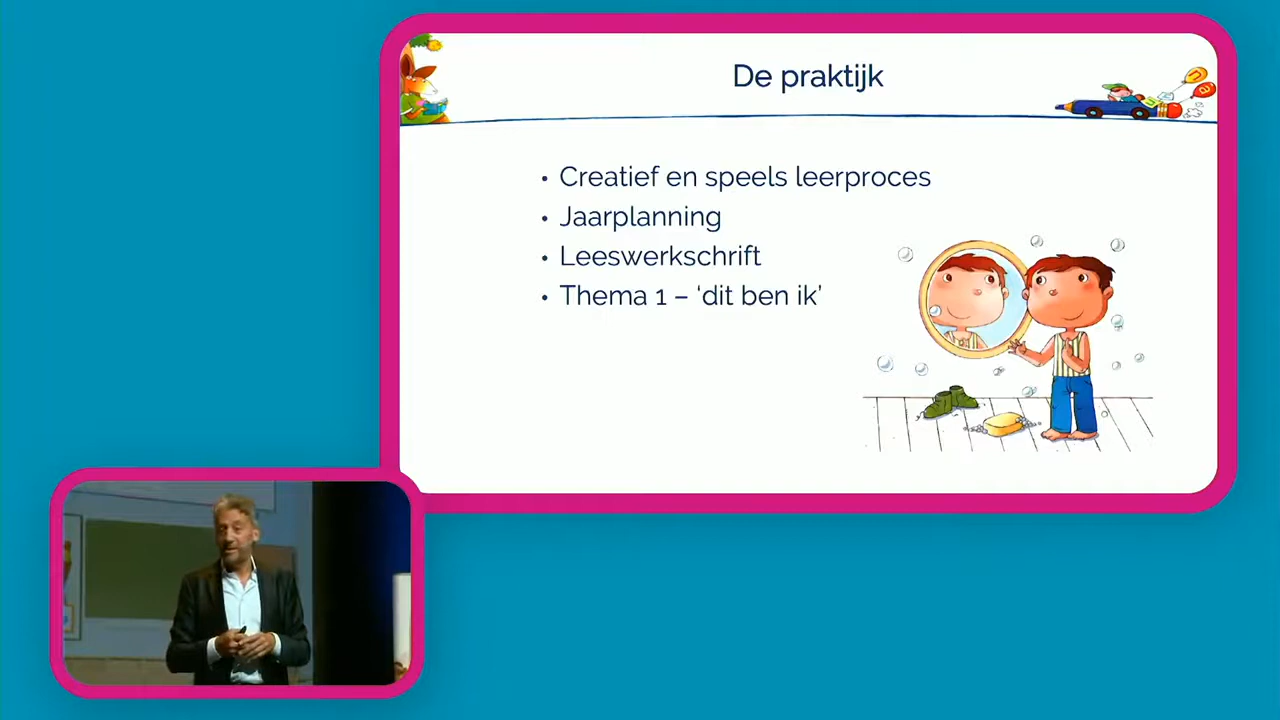 De praktijk
• Creatief en speels leerproces
• Jaarplanning
• Leeswerkschrift
• Thema 1 – ‘dit ben ik’